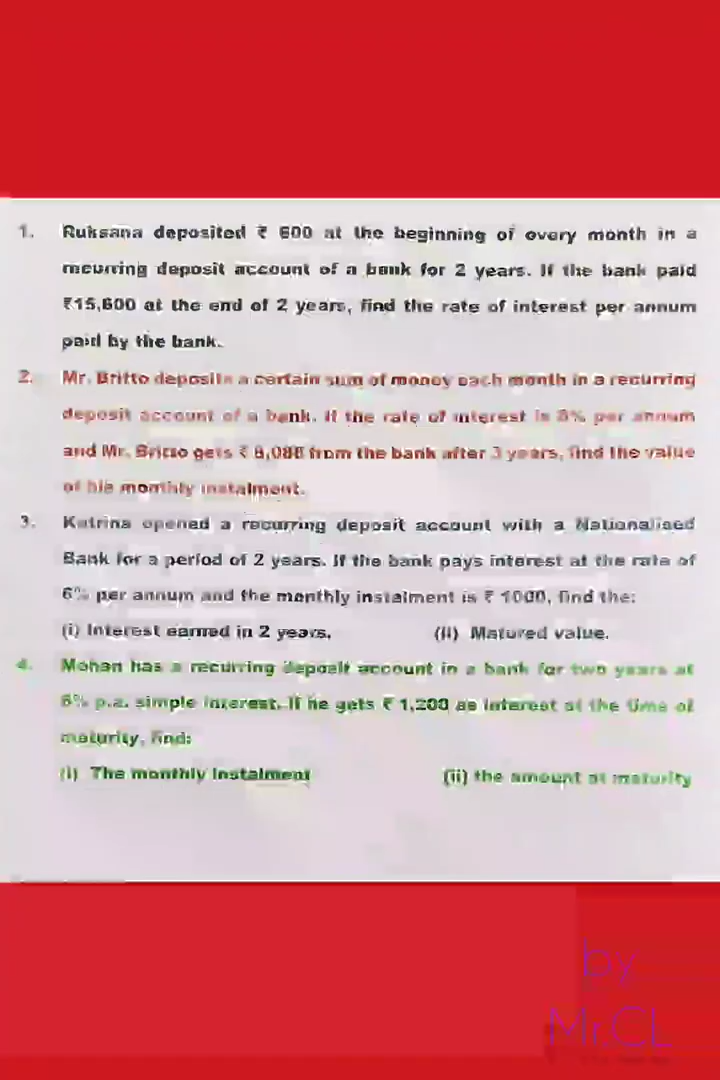 1. Ruksana deposited ₹ 600 at the beginning of every month in a
recurring deposit account of a bank for 2 years. If the bank paid
₹15,600 at the end of 2 years, find the rate of interest per annum
paid by the bank.
2. Mr. Britto deposits a certain sum of money each month in a recurring
deposit account of a bank. If the rate of interest is 8% per annum
and Mr. Britto gets ₹ 8,088 from the bank after 3 years, find the value
of his monthly instalment.
3. Katrina opened a recurring deposit account with a Nationalised
Bank for a period of 2 years. If the bank pays interest at the rate of
6% per annum and the monthly instalment is ₹ 1000, find the:
(i) Interest earned in 2 years. (ii) Matured value.
4. Mohan has a recurring deposit account in a bank for two years at
6% p.a. simple interest. If he gets ₹ 1,200 as interest at the time of
maturity, find:
(i) The monthly instalment (ii) the amount at maturity
by
Mr.CL